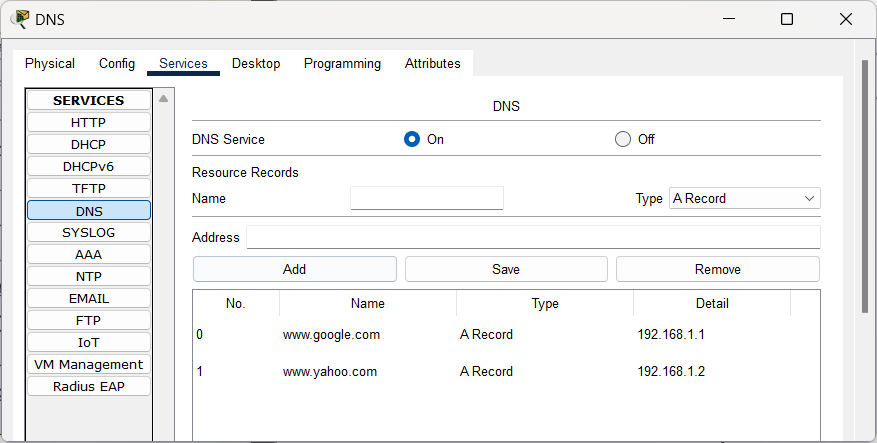 DNS
Physical Config Services Desktop Programming Attributes
SERVICES
HTTP
DHCP
DHCPv6
TFTP
DNS
SYSLOG
AAA
NTP
EMAIL
FTP
IoT
VM Management
Radius EAP
DNS
DNS Service On Off
Resource Records
Name Type A Record
Address
Add Save Remove
No. Name Type Detail
0 www.google.com A Record 192.168.1.1
1 www.yahoo.com A Record 192.168.1.2